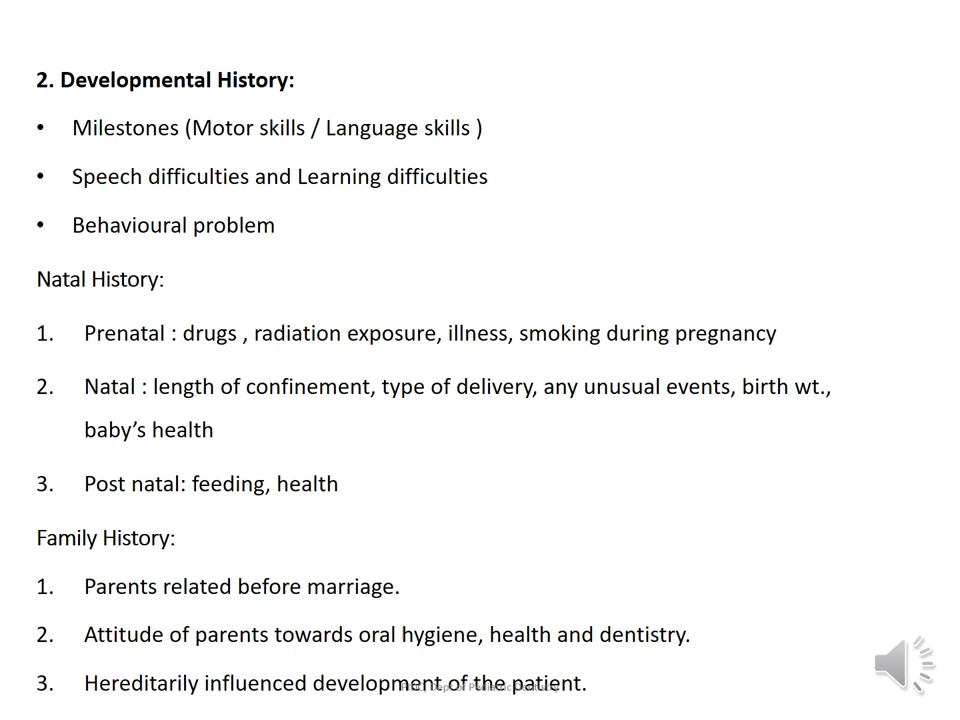 2. Developmental History:
• Milestones (Motor skills / Language skills )
• Speech difficulties and Learning difficulties
• Behavioural problem
Natal History:
1. Prenatal : drugs , radiation exposure, illness, smoking during pregnancy
2. Natal : length of confinement, type of delivery, any unusual events, birth wt.,
baby’s health
3. Post natal: feeding, health
Family History:
1. Parents related before marriage.
2. Attitude of parents towards oral hygiene, health and dentistry.
3. Hereditarily influenced development of the patient.